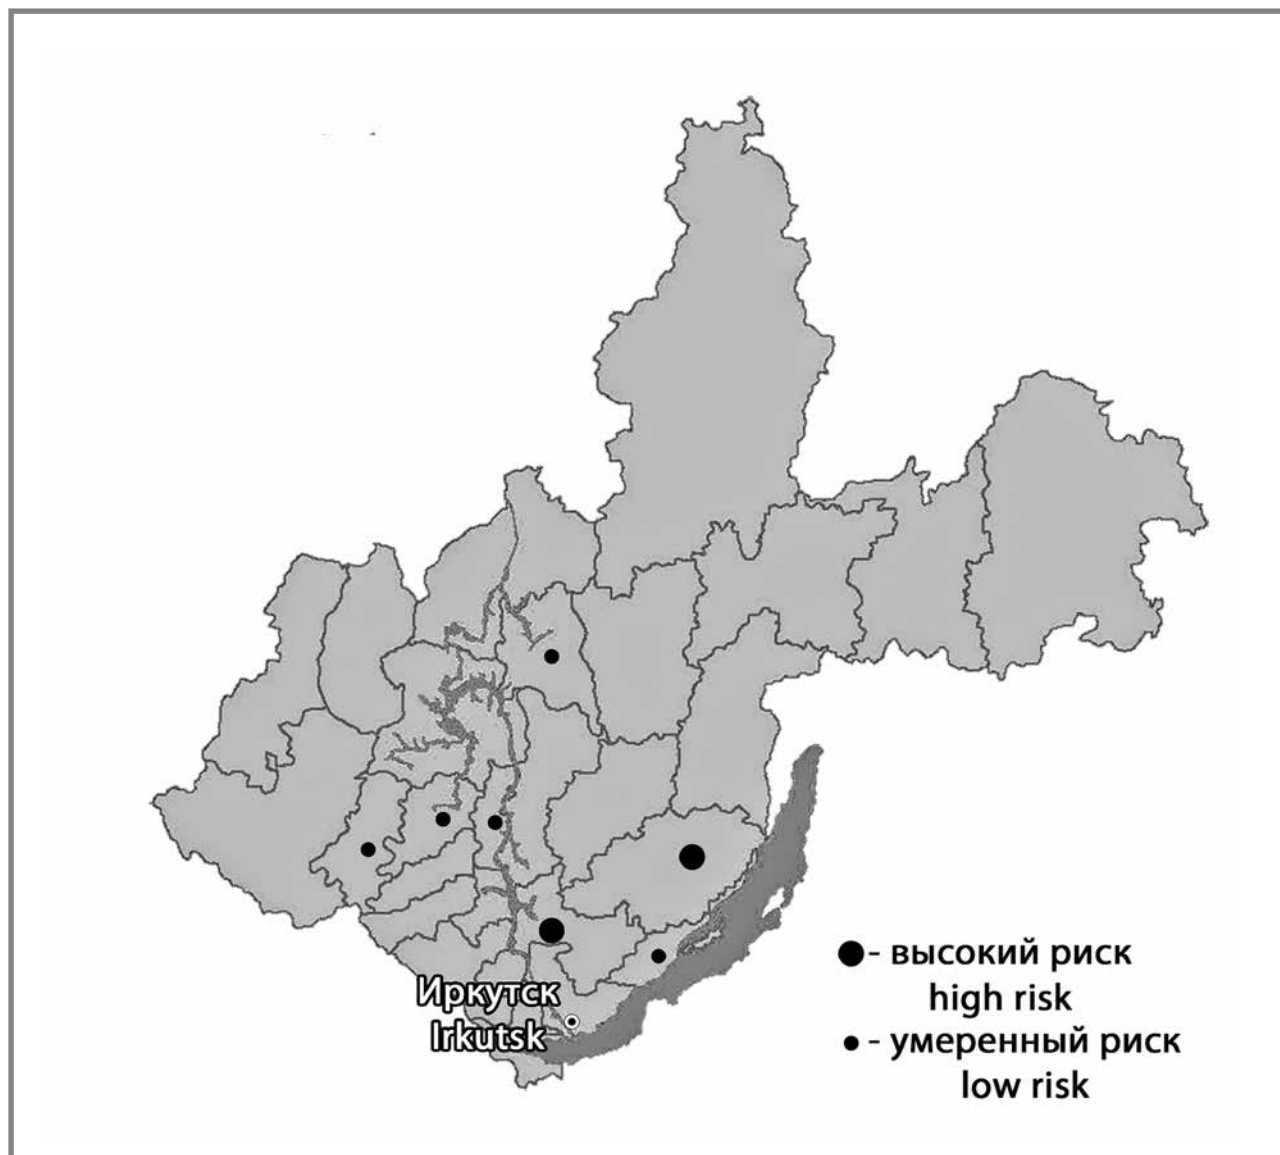 Иркутск
Irkutsk
- высокий риск
high risk
- умеренный риск
low risk